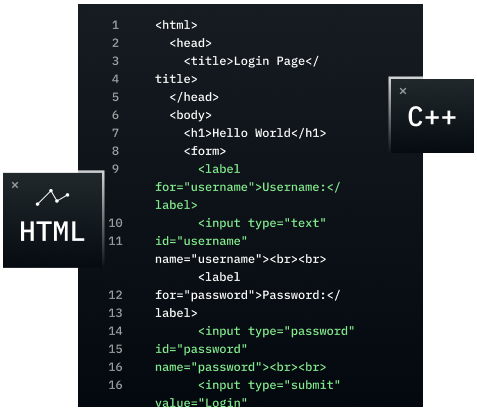 1 <html>
2 <head>
3 <title>Login Page</
4 title>
5 </head>
6 <body>
7 <h1>Hello World</h1>
8 <form>
9 <label
for="username">Username:</
label>
10 <input type="text"
11 id="username"
name="username"><br><br>
<label
12 for="password">Password:</
13 label>
14 <input type="password"
15 id="password"
16 name="password"><br><br>
16 <input type="submit"
value="Login"
× C++
× HTML